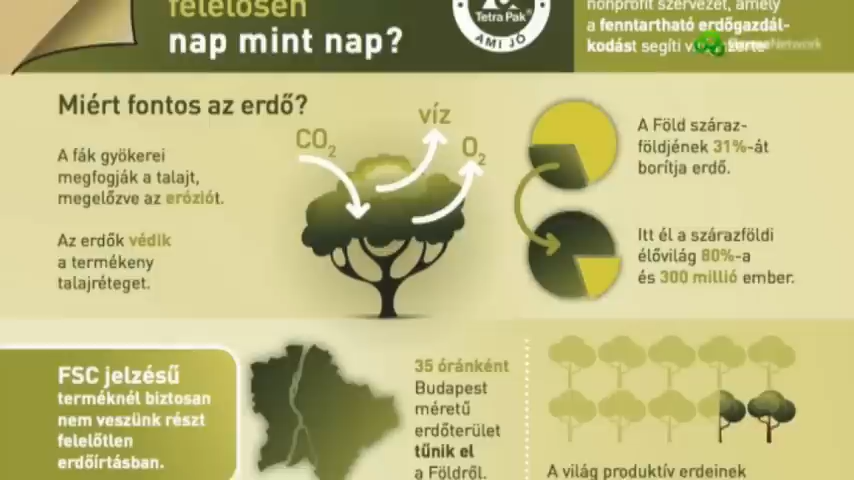 felelősen
nap mint nap?
Tetra Pak®
AMI JÓ
nonprofit szervezet, amely
a fenntartható erdőgazdál-
kodást segíti
Network
Miért fontos az erdő?
A fák gyökerei
megfogják a talajt,
megelőzve az eróziót.
Az erdők védik
a termékeny
talajréteget.
CO₂
víz
O₂
A Föld száraz-
földjének 31%-át
borítja erdő.
Itt él a szárazföldi
élővilág 80%-a
és 300 millió ember.
FSC jelzésű
terméknél biztosan
nem veszünk részt
felelőtlen
erdőírtásban.
35 óránként
Budapest
méretű
erdőterület
tűnik el
a Földről.
A világ produktív erdeinek